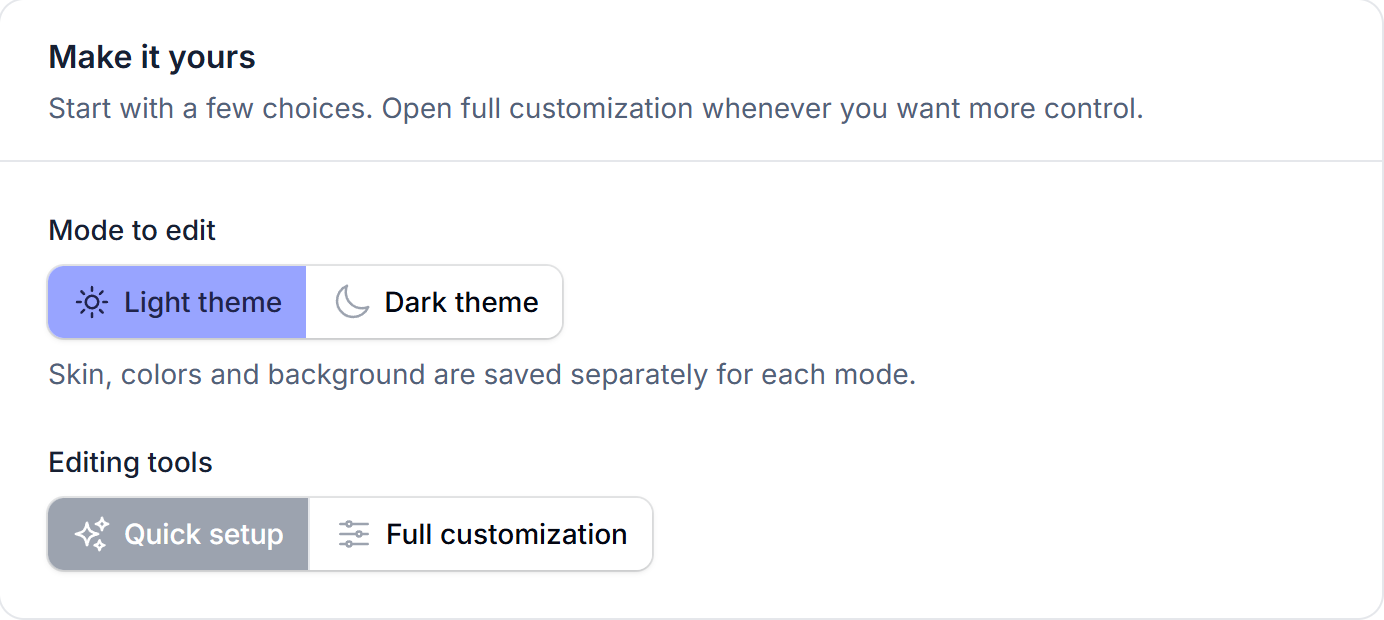 Make it yours
Start with a few choices. Open full customization whenever you want more control.
Mode to edit
Light theme
Dark theme
Skin, colors and background are saved separately for each mode.
Editing tools
Quick setup
Full customization